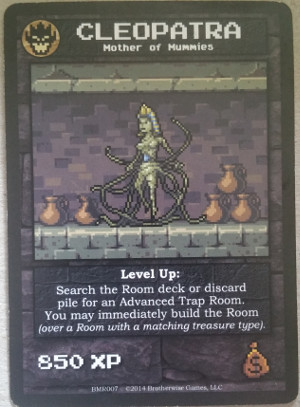 CLEOPATRA
Mother of Mummies
Level Up:
Search the Room deck or discard
pile for an Advanced Trap Room.
You may immediately build the Room
(over a Room with a matching treasure type).
850 XP
BMR007 - ©2014 Brotherwise Games, LLC